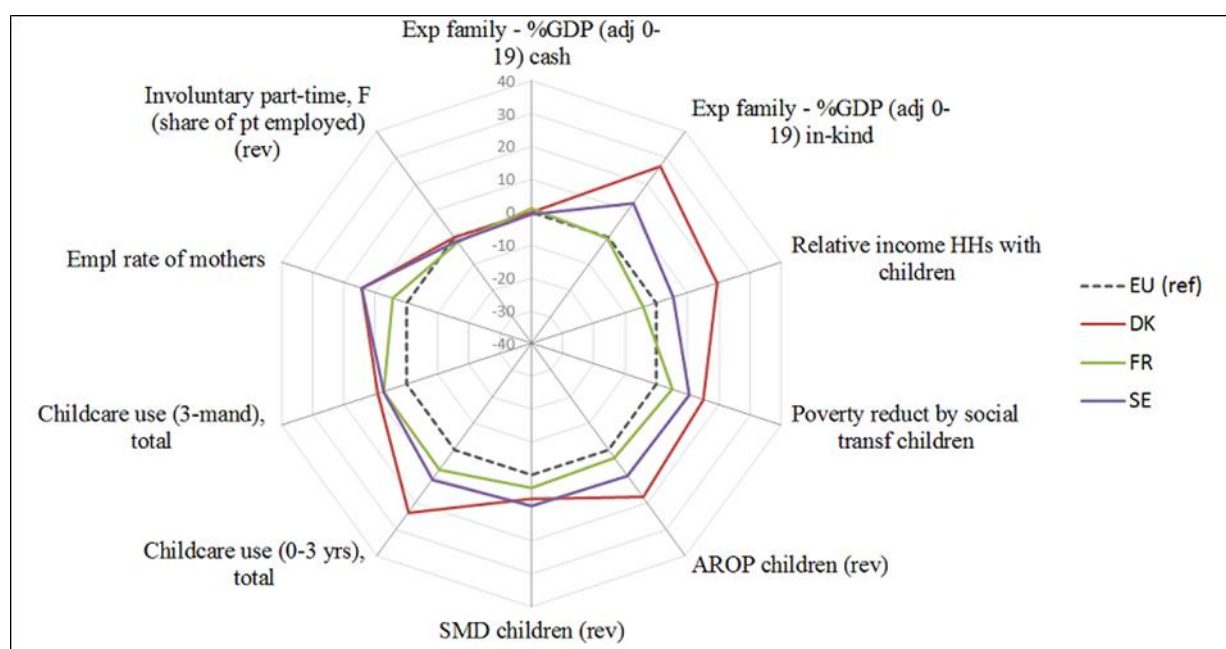 Exp family - %GDP (adj 0-
19) cash
Involuntary part-time, F
(share of pt employed)
(rev)
Exp family - %GDP (adj 0-
19) in-kind
40
30
20
10
0
-10
-20
-30
-40
Empl rate of mothers
Relative income HHs with
children
EU (ref)
DK
FR
SE
Childcare use (3-mand),
total
Poverty reduct by social
transf children
Childcare use (0-3 yrs),
total
AROP children (rev)
SMD children (rev)